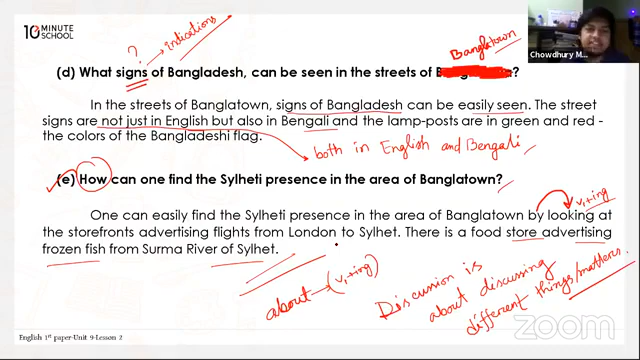 10 MINUTE SCHOOL
?
indications
Banglatown
Chowdhury M...
(d) What signs of Bangladesh, can be seen in the streets of B?
In the streets of Banglatown, signs of Bangladesh can be easily seen. The street
signs are not just in English but also in Bengali and the lamp-posts are in green and red -
the colors of the Bangladeshi flag.
both in English and Bengali
(e) How can one find the Sylheti presence in the area of Banglatown?
v₁+ing
One can easily find the Sylheti presence in the area of Banglatown by looking at
the storefronts advertising flights from London to Sylhet. There is a food store advertising
frozen fish from Surma River of Sylhet.
about → (v₁+ing)
Discussion is
about discussing
different things/matters.
English 1st paper-Unit 9-Lesson 2
zoom